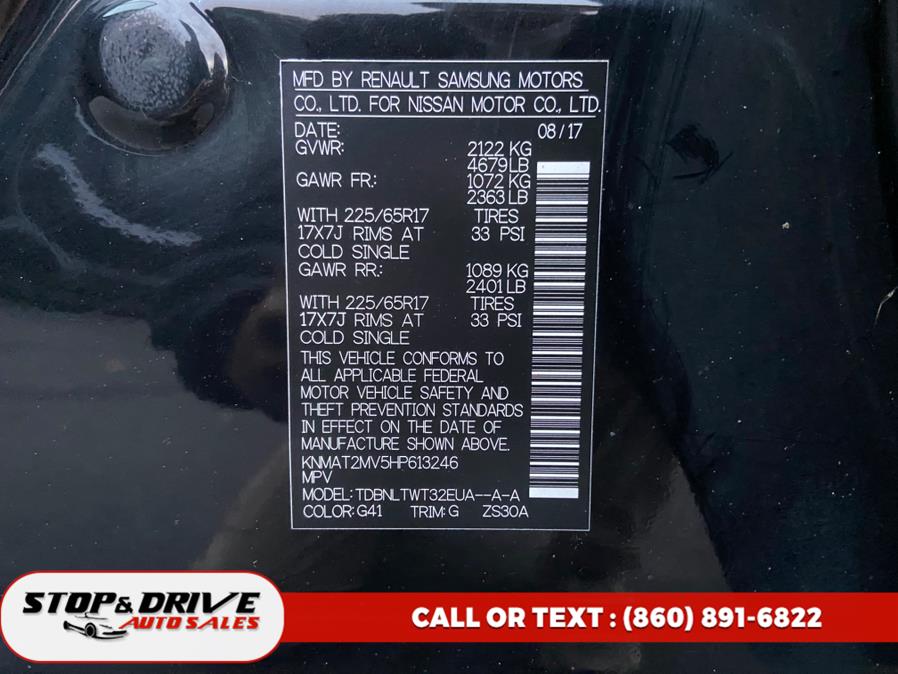 MFD BY RENAULT SAMSUNG MOTORS
CO., LTD. FOR NISSAN MOTOR CO., LTD.
DATE: 08/17
GVWR: 2122 KG
4679LB
GAWR FR.: 1072 KG
2363LB
WITH 225/65R17 TIRES
17X7J RIMS AT 33 PSI
COLD SINGLE
GAWR RR.: 1089 KG
2401LB
WITH 225/65R17 TIRES
17X7J RIMS AT 33 PSI
COLD SINGLE
THIS VEHICLE CONFORMS TO
ALL APPLICABLE FEDERAL
MOTOR VEHICLE SAFETY AND
THEFT PREVENTION STANDARDS
IN EFFECT ON THE DATE OF
MANUFACTURE SHOWN ABOVE.
KNMAT2MV5HP613246
MPV
MODEL:TDBNLTWT32EUA--A-A
COLOR:G41 TRIM:G ZS30A
STOP & DRIVE
AUTO SALES
CALL OR TEXT : (860) 891-6822